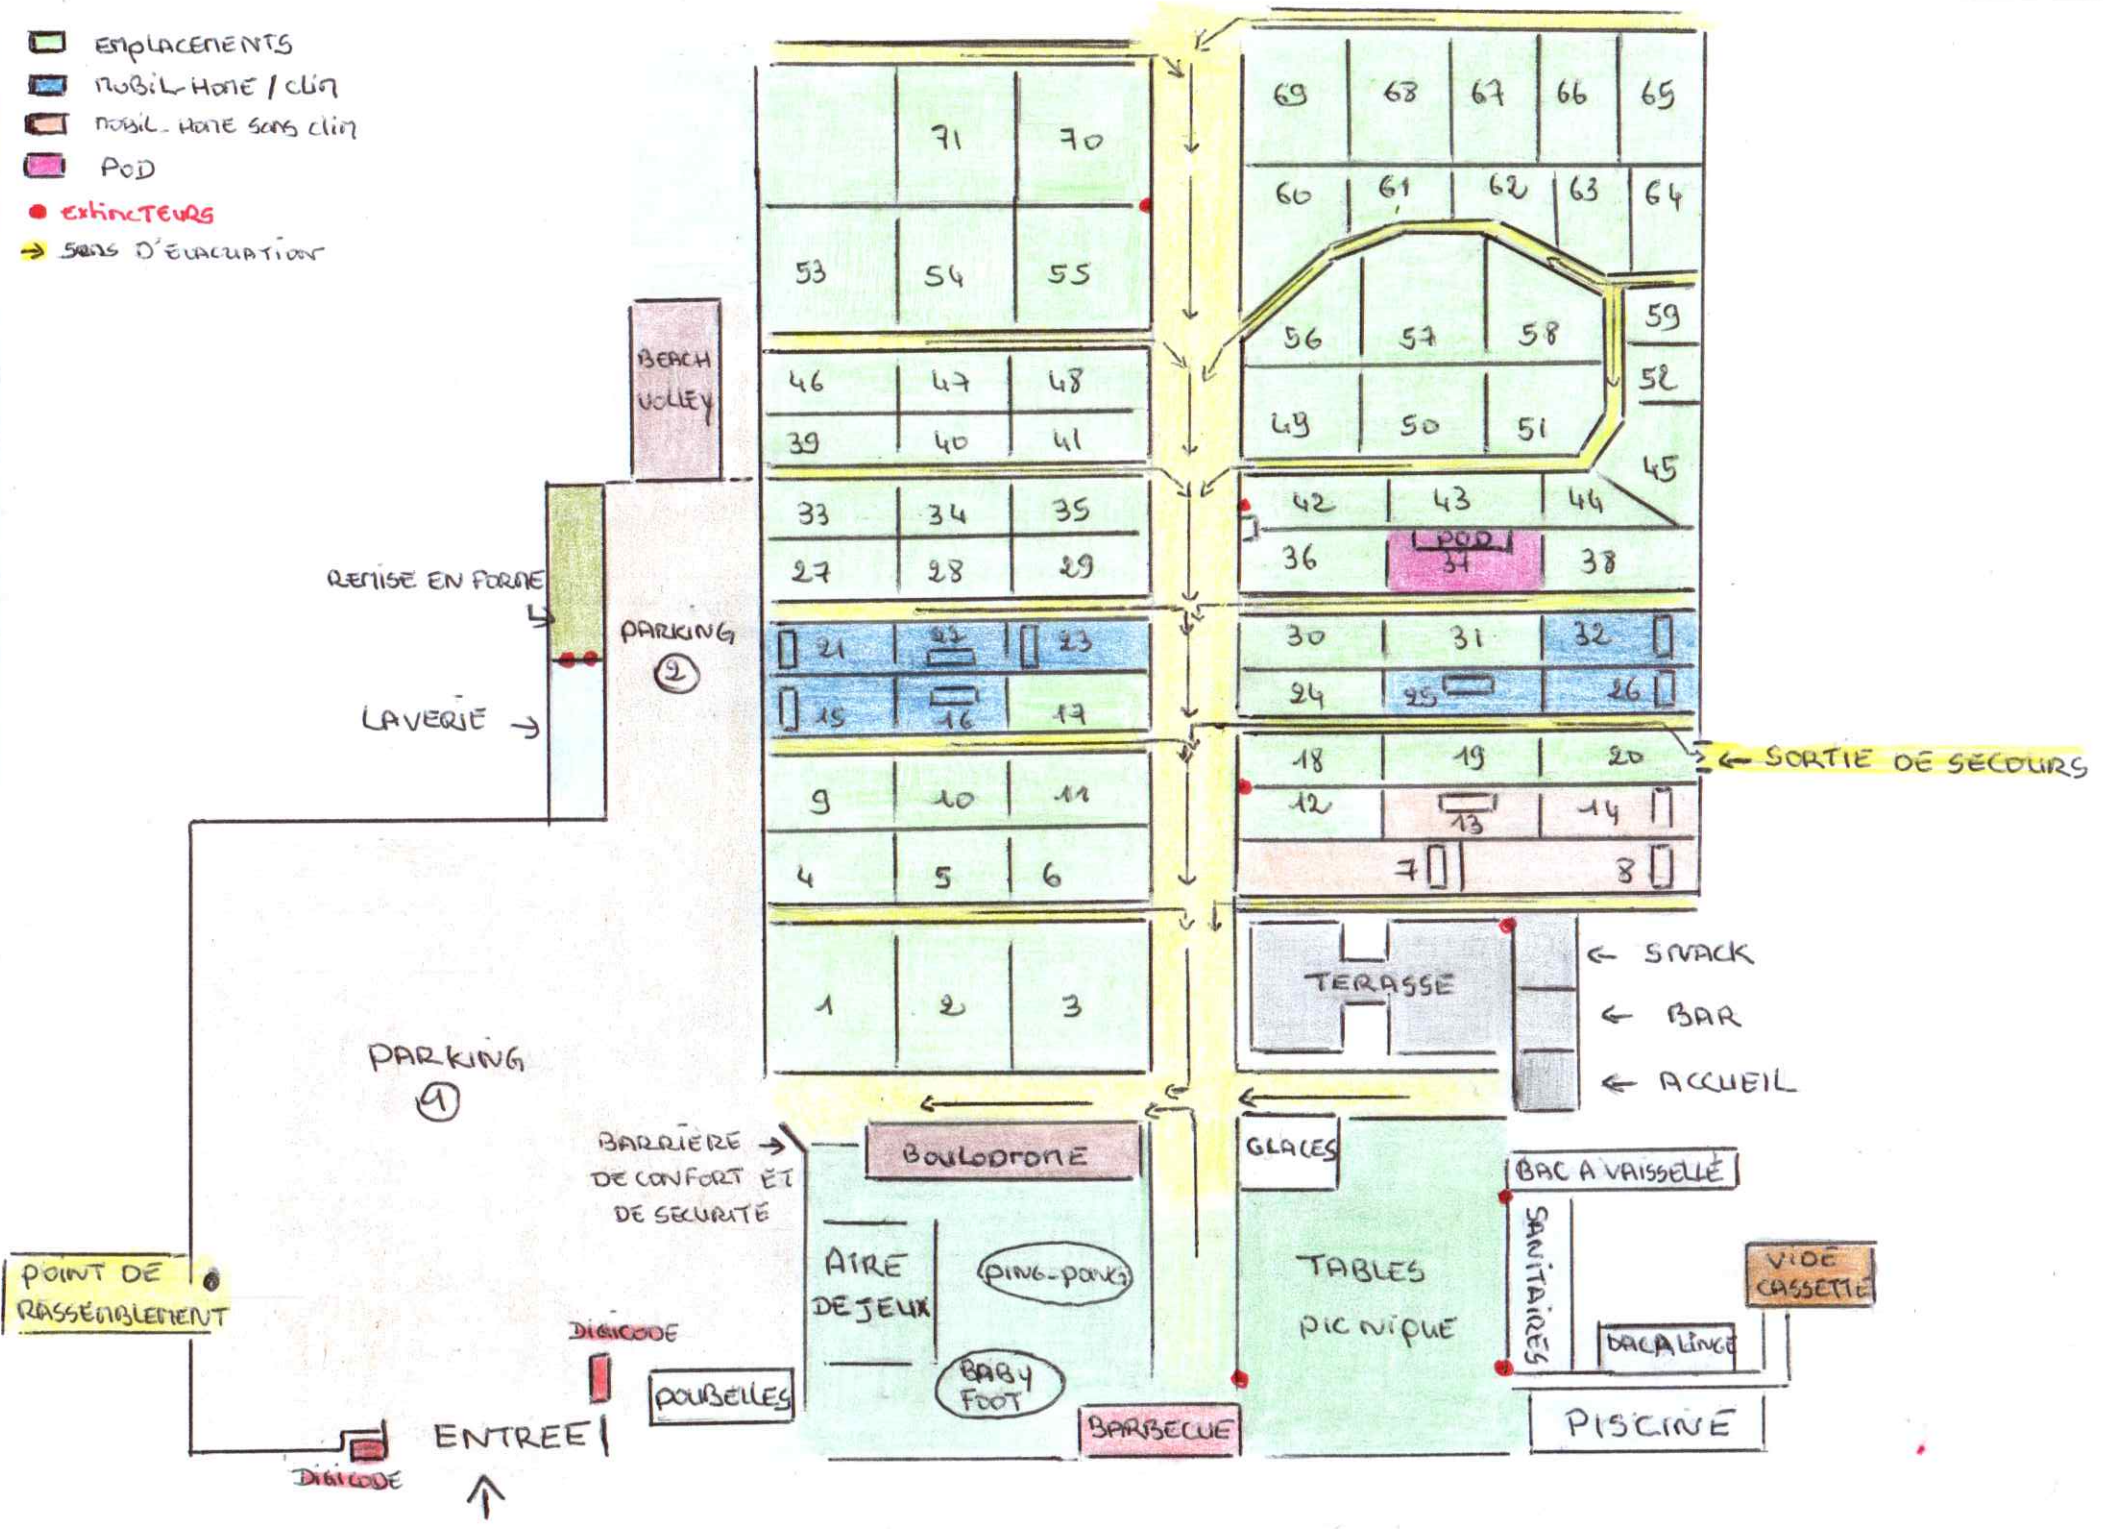 EMPLACEMENTS
MOBIL-HOME / clim
MOBIL-HOME SANS clim
POD
EXTINCTEURS
SENS D'ÉVACUATION
69 68 67 66 65
71 70
60 61 62 63 64
53 54 55
56 57 58 59
46 47 48
52
39 40 41
49 50 51
45
33 34 35
42 43 44
27 28 29
36 POD 37 38
21 22 23
30 31 32
15 16 17
24 25 26
18 19 20
← SORTIE DE SECOURS
9 10 11
12 13 14
4 5 6
7 8
1 2 3
BEACH
VOLLEY
REMISE EN FORME
PARKING
2
LAVERIE →
TERASSE
← SNACK
← BAR
← ACCUEIL
PARKING
1
BARRIÈRE →
DE CONFORT ET
DE SECURITÉ
BOULODROME
GLACES
BAC A VAISSELLE
SANITAIRES
AIRE
DE JEUX
PING-PONG
BABY
FOOT
TABLES
PIC NIQUE
VIDE
CASSETTE
BAC A LINGE
POINT DE
RASSEMBLEMENT
DIGICODE
POUBELLES
BARBECUE
PISCINE
ENTREE
DIGICODE